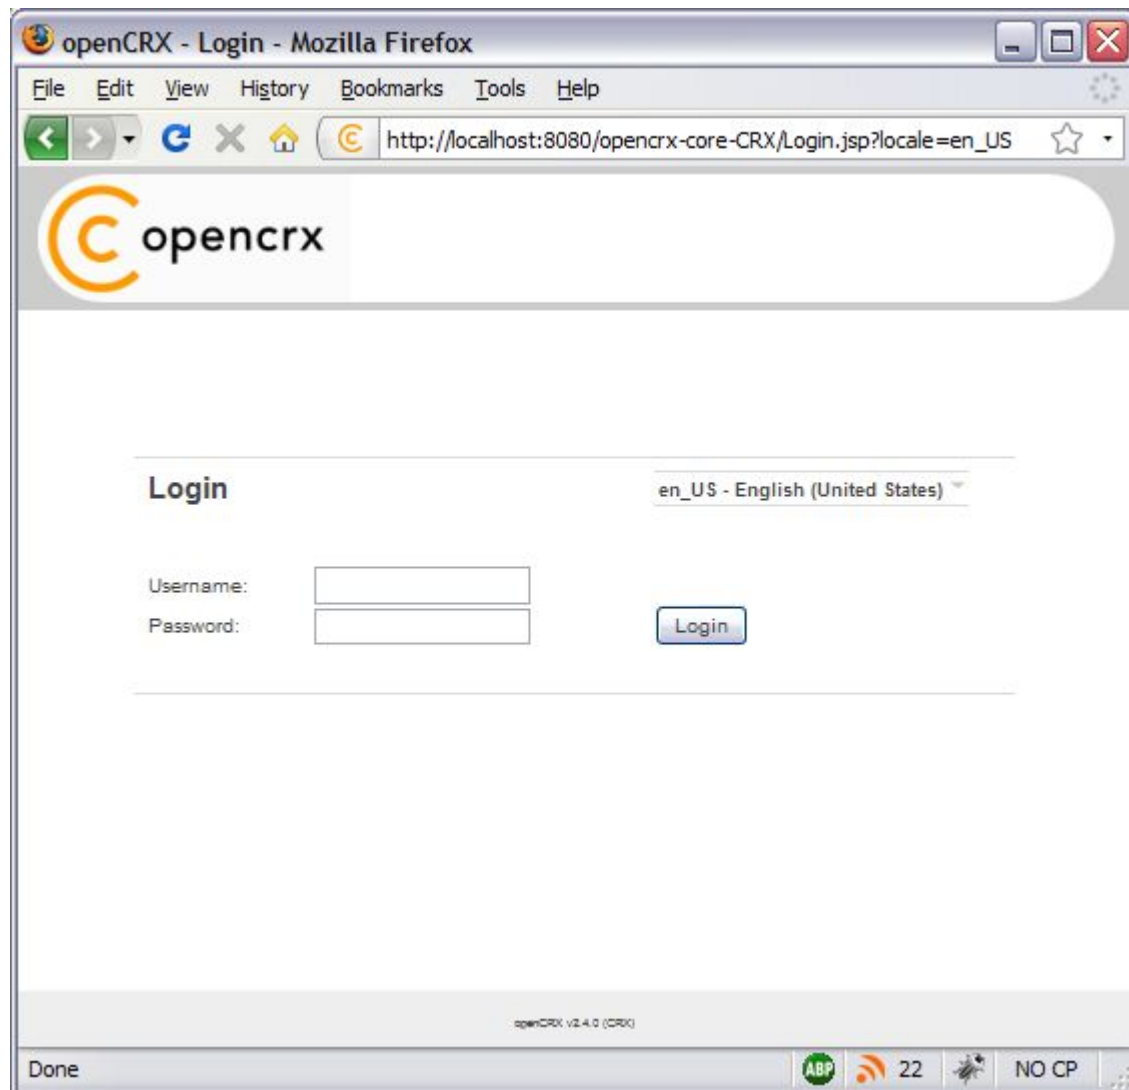 openCRX - Login - Mozilla Firefox
File Edit View History Bookmarks Tools Help
http://localhost:8080/opencrx-core-CRX/Login.jsp?locale=en_US
opencrx
Login en_US - English (United States)
Username:
Password: Login
openCRX v2.4.0 (CRX)
Done ABP 22 NO CP